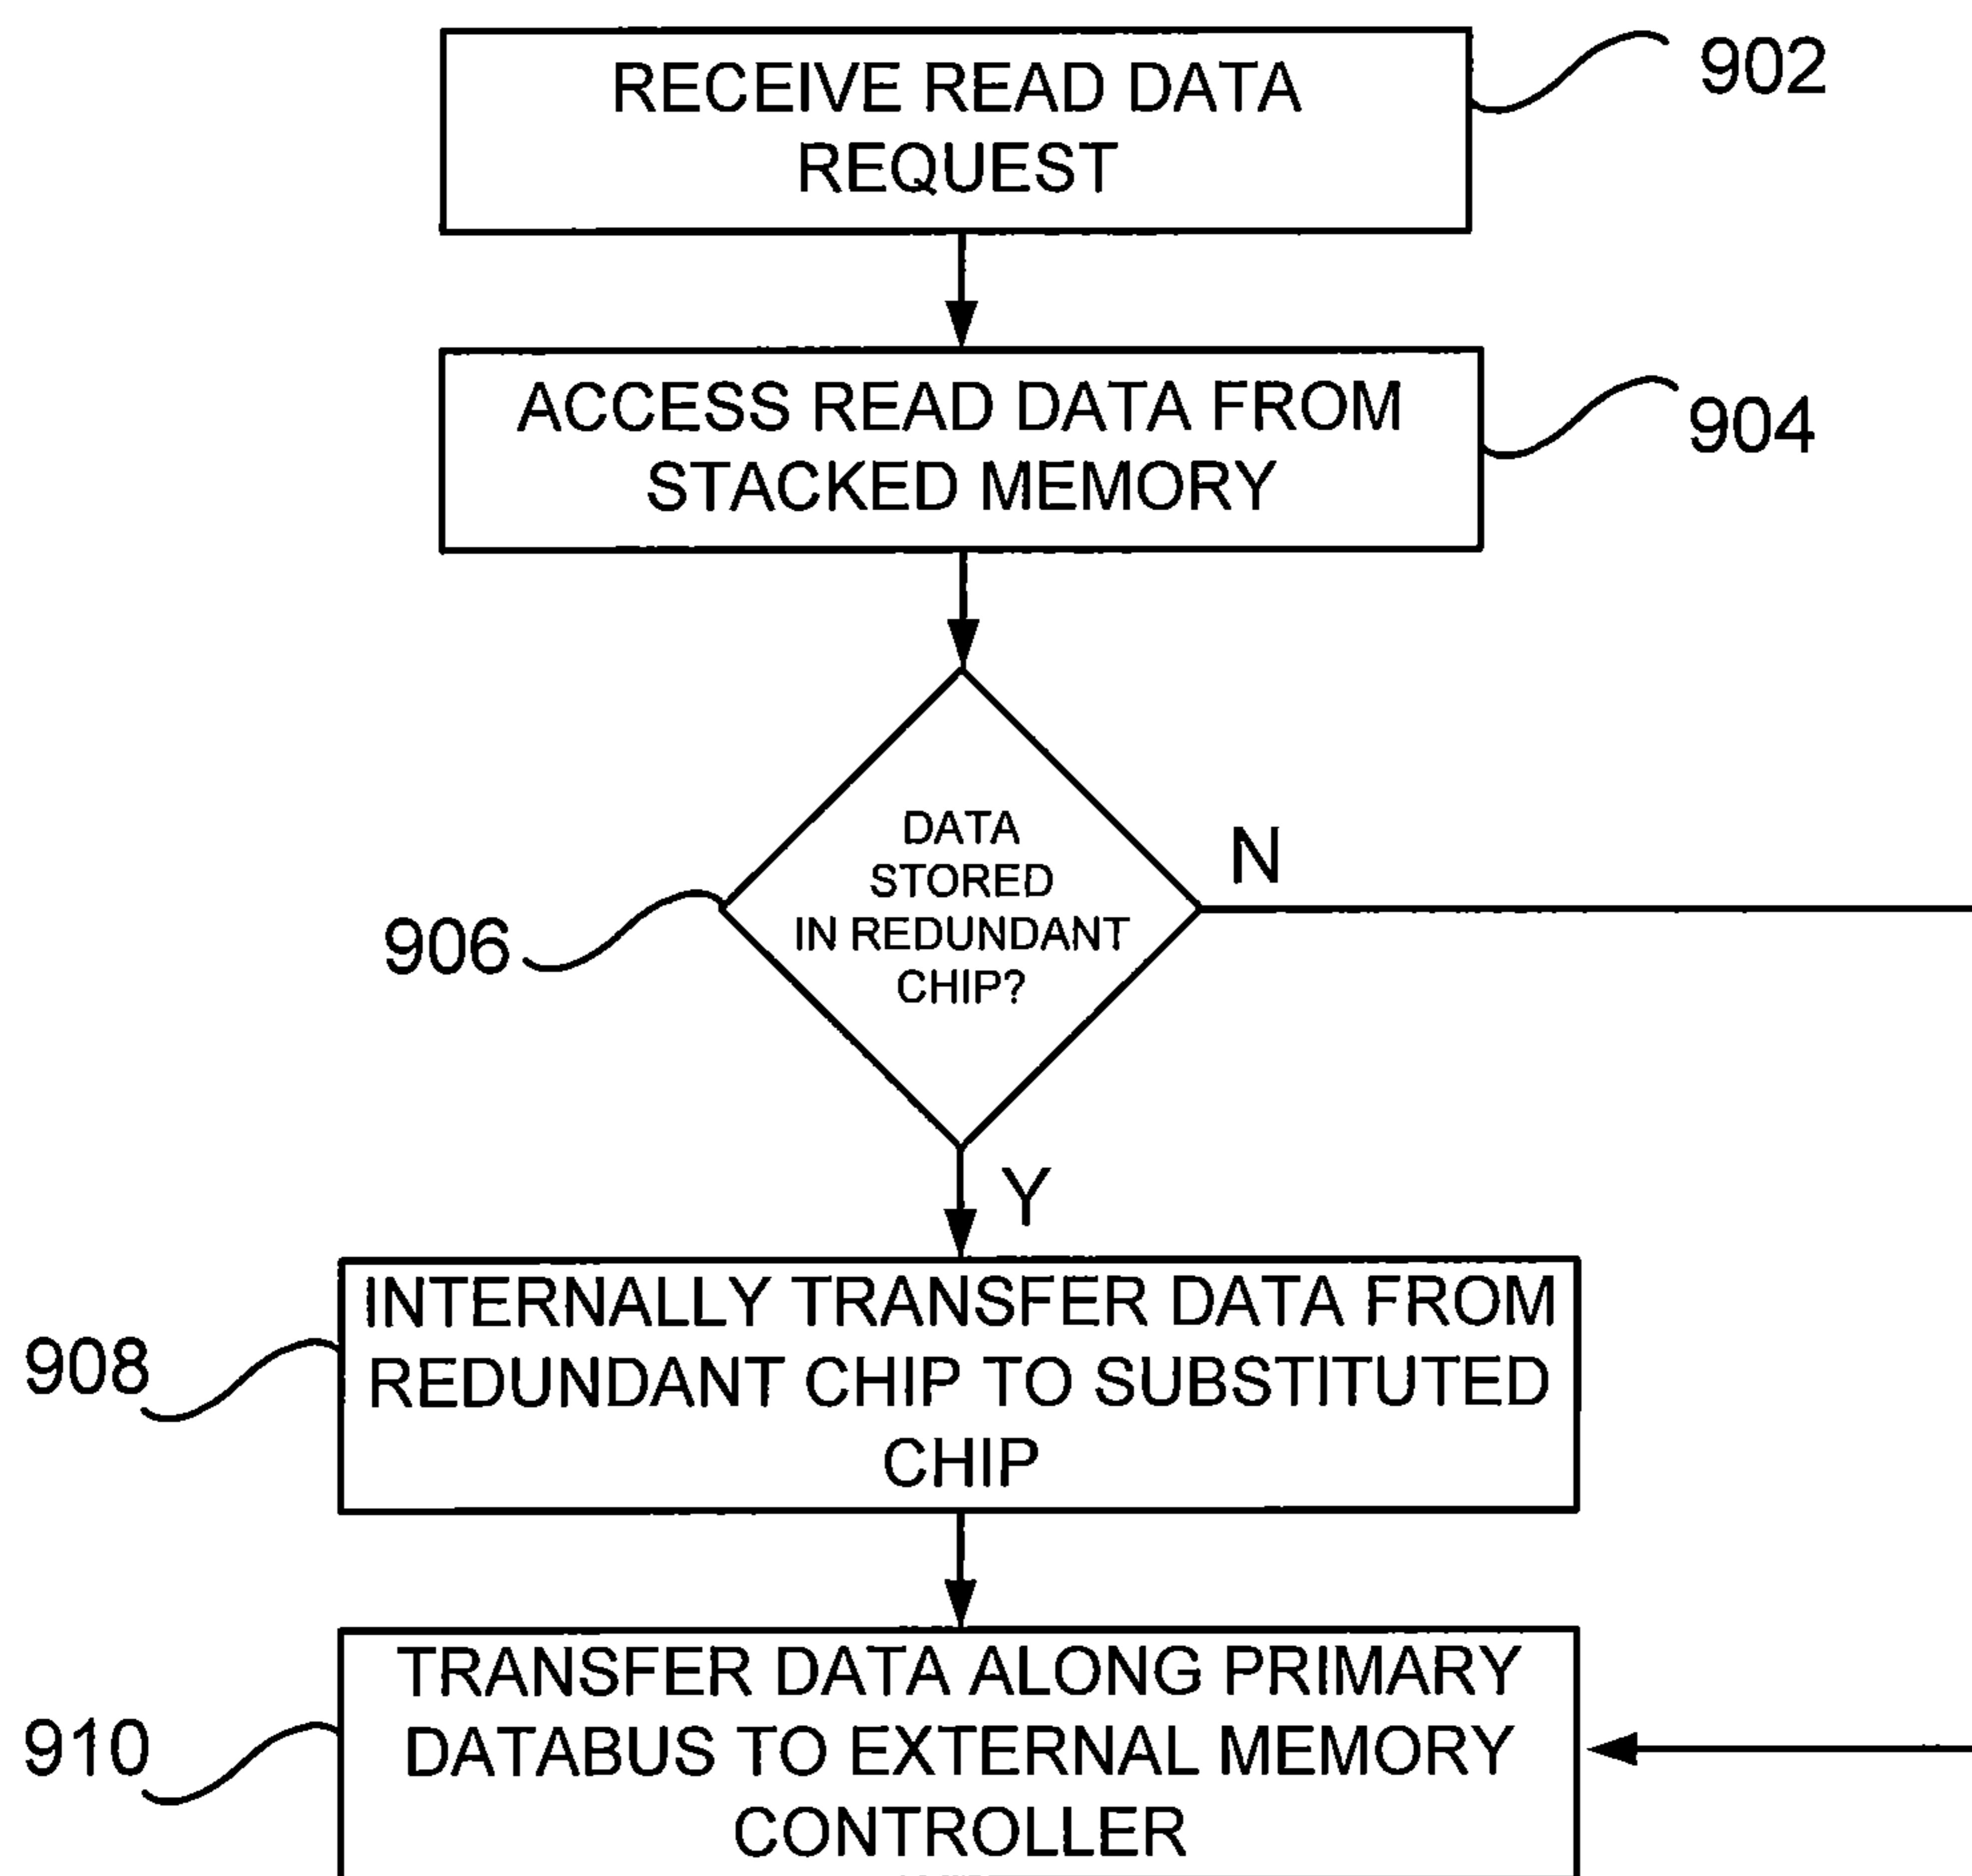 RECEIVE READ DATA
REQUEST
902
ACCESS READ DATA FROM
STACKED MEMORY
904
DATA
STORED
IN REDUNDANT
CHIP?
N
906
Y
INTERNALLY TRANSFER DATA FROM
REDUNDANT CHIP TO SUBSTITUTED
CHIP
908
TRANSFER DATA ALONG PRIMARY
DATABUS TO EXTERNAL MEMORY
CONTROLLER
910